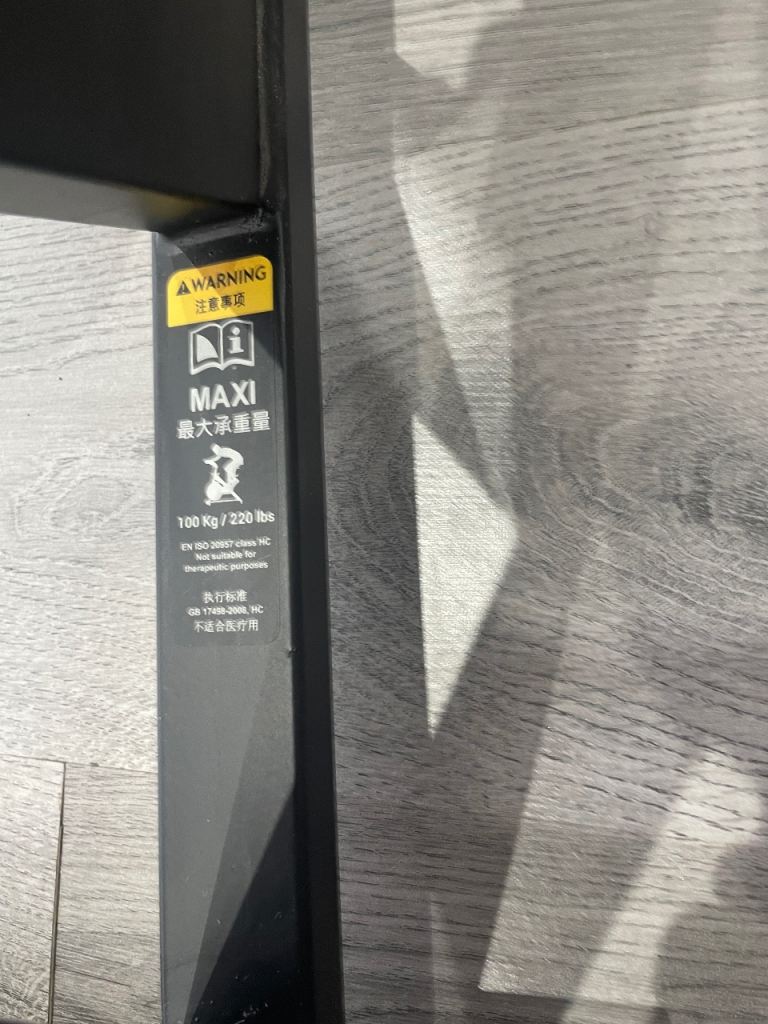 WARNING
注意事项
i
MAXI
最大承重量
100 Kg / 220 lbs
EN ISO 20957 class HC
Not suitable for
therapeutic purposes
执行标准
GB 17498-2008, HC
不适合医疗用